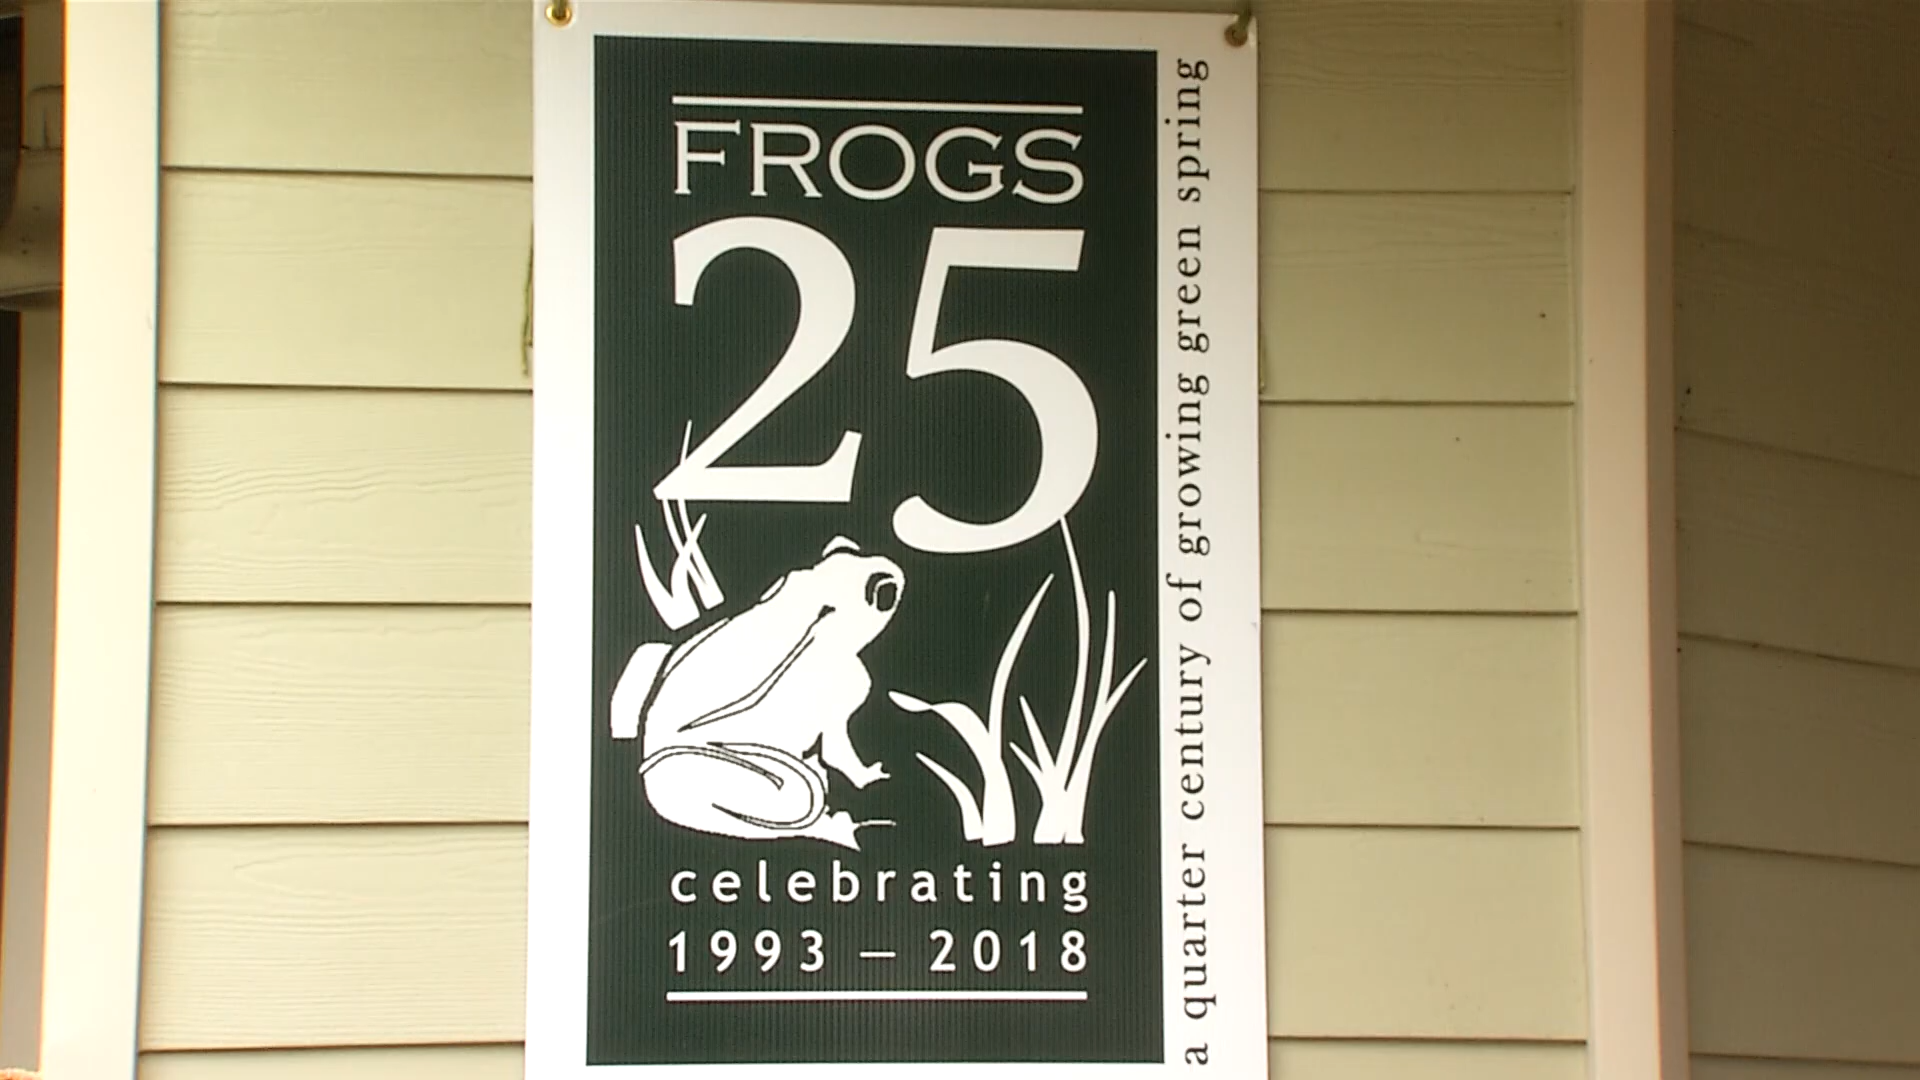 FROGS
25
celebrating
1993 – 2018
a quarter century of growing green spring